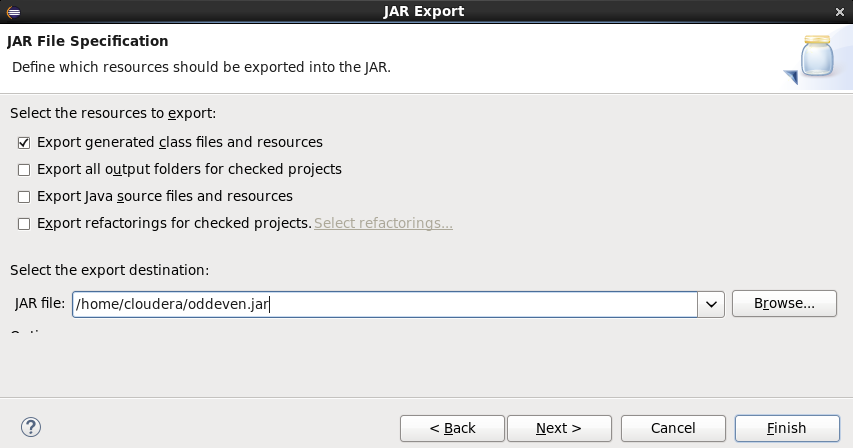 JAR Export
JAR File Specification
Define which resources should be exported into the JAR.
Select the resources to export:
Export generated class files and resources
Export all output folders for checked projects
Export Java source files and resources
Export refactorings for checked projects. Select refactorings...
Select the export destination:
JAR file: /home/cloudera/oddeven.jar Browse...
< Back Next > Cancel Finish